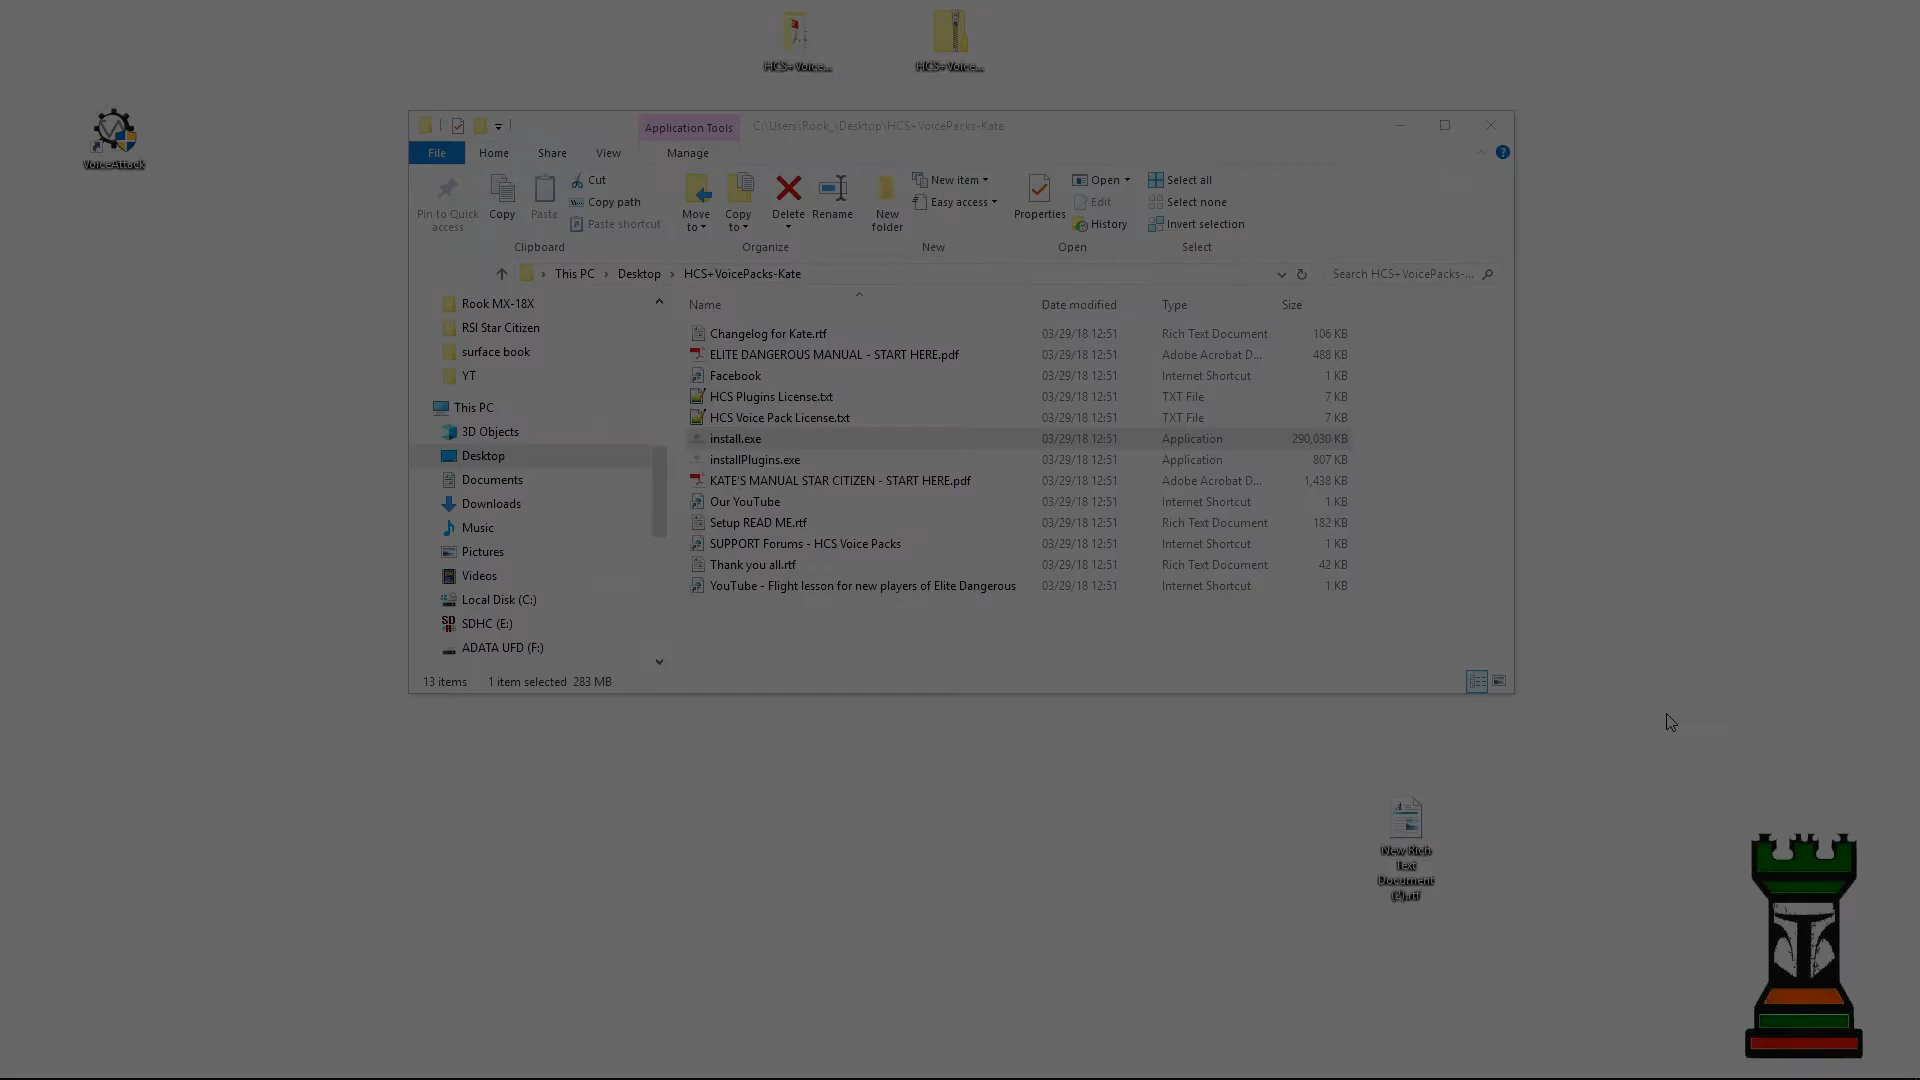 HCS+Voice...
HCS+Voice...
VoiceAttack
Application Tools
C:\Users\Rook_\Desktop\HCS+VoicePacks-Kate
File
Home
Share
View
Manage
Pin to Quick
access
Copy
Paste
Cut
Copy path
Paste shortcut
Clipboard
Move
to
Copy
to
Delete
Rename
Organize
New
folder
New item
Easy access
New
Properties
Open
Edit
History
Open
Select all
Select none
Invert selection
Select
This PC
Desktop
HCS+VoicePacks-Kate
Search HCS+VoicePacks-...
Rook MX-18X
RSI Star Citizen
surface book
YT
This PC
3D Objects
Desktop
Documents
Downloads
Music
Pictures
Videos
Local Disk (C:)
SDHC (E:)
ADATA UFD (F:)
Name Date modified Type Size
Changelog for Kate.rtf 03/29/18 12:51 Rich Text Document 106 KB
ELITE DANGEROUS MANUAL - START HERE.pdf 03/29/18 12:51 Adobe Acrobat D... 488 KB
Facebook 03/29/18 12:51 Internet Shortcut 1 KB
HCS Plugins License.txt 03/29/18 12:51 TXT File 7 KB
HCS Voice Pack License.txt 03/29/18 12:51 TXT File 7 KB
install.exe 03/29/18 12:51 Application 290,030 KB
installPlugins.exe 03/29/18 12:51 Application 807 KB
KATE'S MANUAL STAR CITIZEN - START HERE.pdf 03/29/18 12:51 Adobe Acrobat D... 1,438 KB
Our YouTube 03/29/18 12:51 Internet Shortcut 1 KB
Setup READ ME.rtf 03/29/18 12:51 Rich Text Document 182 KB
SUPPORT Forums - HCS Voice Packs 03/29/18 12:51 Internet Shortcut 1 KB
Thank you all.rtf 03/29/18 12:51 Rich Text Document 42 KB
YouTube - Flight lesson for new players of Elite Dangerous 03/29/18 12:51 Internet Shortcut 1 KB
13 items 1 item selected 283 MB
New Rich
Text
Document
(2).rtf